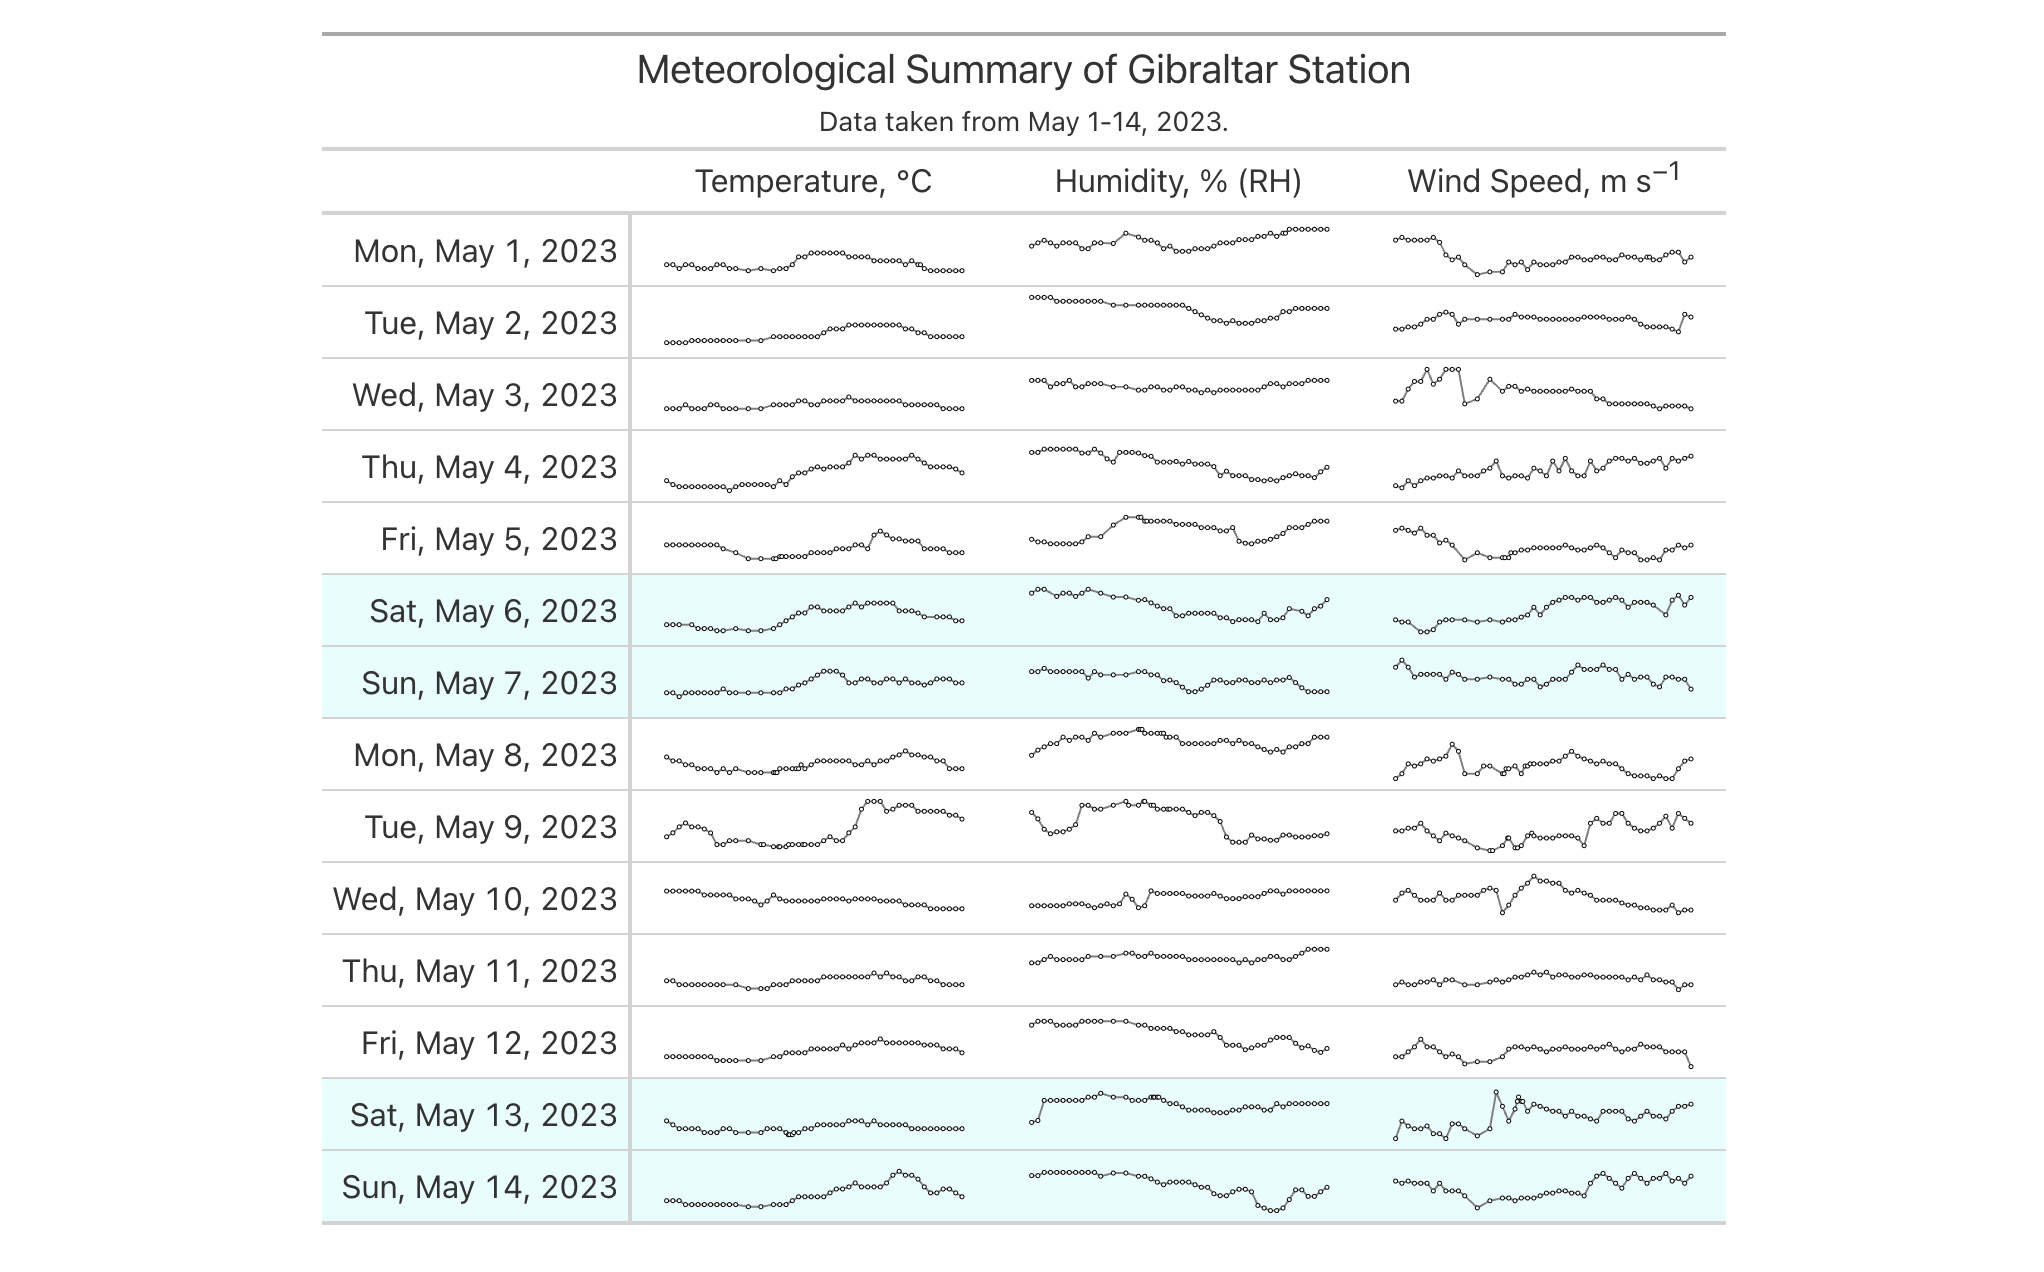 Meteorological Summary of Gibraltar Station
Data taken from May 1-14, 2023.
Temperature, °C Humidity, % (RH) Wind Speed, m s⁻¹
Mon, May 1, 2023
Tue, May 2, 2023
Wed, May 3, 2023
Thu, May 4, 2023
Fri, May 5, 2023
Sat, May 6, 2023
Sun, May 7, 2023
Mon, May 8, 2023
Tue, May 9, 2023
Wed, May 10, 2023
Thu, May 11, 2023
Fri, May 12, 2023
Sat, May 13, 2023
Sun, May 14, 2023